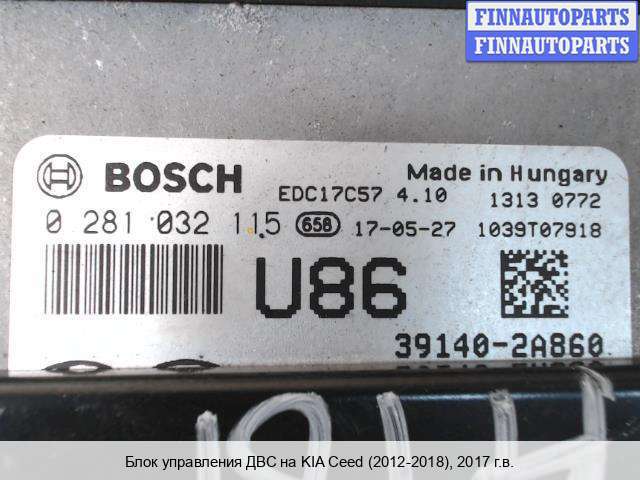 FINNAUTOPARTS
FINNAUTOPARTS
BOSCH
Made in Hungary
EDC17C57 4.10 1313 0772
0 281 032 115 658 17-05-27 1039T07918
U86
39140-2A860
Блок управления ДВС на KIA Ceed (2012-2018), 2017 г.в.